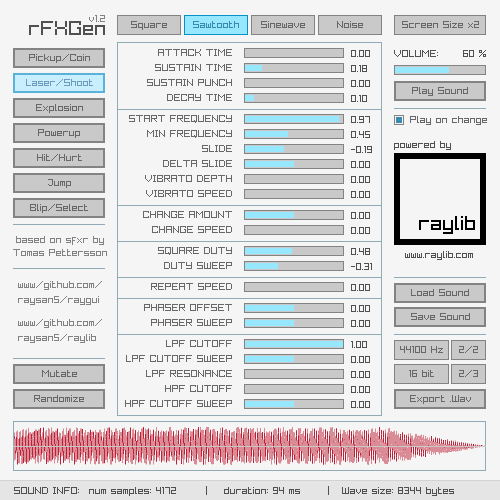 rFXGen v1.2
Square Sawtooth Sinewave Noise
Screen Size x2
Pickup/Coin
Laser/Shoot
Explosion
Powerup
Hit/Hurt
Jump
Blip/Select
based on sfxr by
Tomas Pettersson
www.github.com/
raysan5/raygui
www.github.com/
raysan5/raylib
Mutate
Randomize
ATTACK TIME 0.00
SUSTAIN TIME 0.18
SUSTAIN PUNCH 0.00
DECAY TIME 0.10
START FREQUENCY 0.97
MIN FREQUENCY 0.45
SLIDE -0.19
DELTA SLIDE 0.00
VIBRATO DEPTH 0.00
VIBRATO SPEED 0.00
CHANGE AMOUNT 0.00
CHANGE SPEED 0.00
SQUARE DUTY 0.48
DUTY SWEEP -0.31
REPEAT SPEED 0.00
PHASER OFFSET 0.00
PHASER SWEEP 0.00
LPF CUTOFF 1.00
LPF CUTOFF SWEEP 0.00
LPF RESONANCE 0.00
HPF CUTOFF 0.00
HPF CUTOFF SWEEP 0.00
VOLUME: 60 %
Play Sound
Play on change
powered by
raylib
www.raylib.com
Load Sound
Save Sound
44100 Hz 2/2
16 bit 2/3
Export .Wav
SOUND INFO: num samples: 4172 | duration: 94 ms | Wave size: 8344 bytes